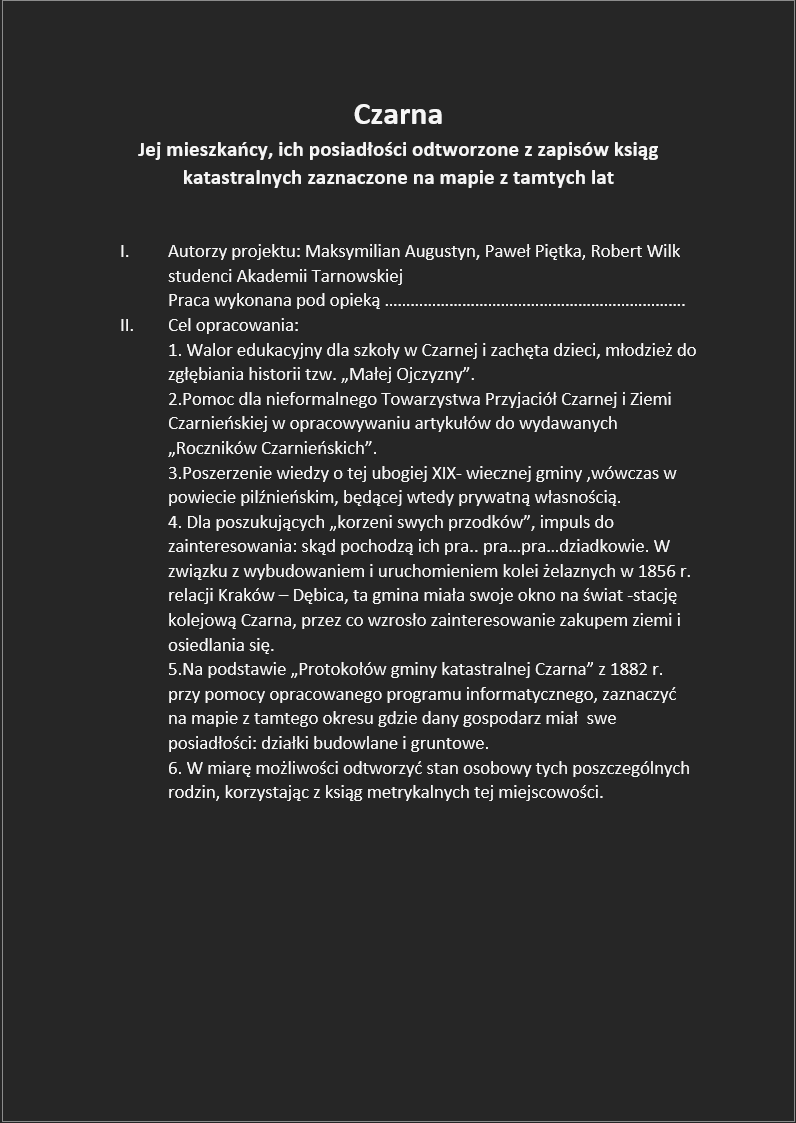 Czarna
Jej mieszkańcy, ich posiadłości odtworzone z zapisów ksiąg
katastralnych zaznaczone na mapie z tamtych lat
I. Autorzy projektu: Maksymilian Augustyn, Paweł Piętka, Robert Wilk
studenci Akademii Tarnowskiej
Praca wykonana pod opieką …………………………………………………………….
II. Cel opracowania:
1. Walor edukacyjny dla szkoły w Czarnej i zachęta dzieci, młodzież do
zgłębiania historii tzw. „Małej Ojczyzny”.
2.Pomoc dla nieformalnego Towarzystwa Przyjaciół Czarnej i Ziemi
Czarnieńskiej w opracowywaniu artykułów do wydawanych
„Roczników Czarnieńskich”.
3.Poszerzenie wiedzy o tej ubogiej XIX- wiecznej gminy ,wówczas w
powiecie pilźnieńskim, będącej wtedy prywatną własnością.
4. Dla poszukujących „korzeni swych przodków”, impuls do
zainteresowania: skąd pochodzą ich pra.. pra…pra…dziadkowie. W
związku z wybudowaniem i uruchomieniem kolei żelaznych w 1856 r.
relacji Kraków – Dębica, ta gmina miała swoje okno na świat -stację
kolejową Czarna, przez co wzrosło zainteresowanie zakupem ziemi i
osiedlania się.
5.Na podstawie „Protokołów gminy katastralnej Czarna” z 1882 r.
przy pomocy opracowanego programu informatycznego, zaznaczyć
na mapie z tamtego okresu gdzie dany gospodarz miał  swe
posiadłości: działki budowlane i gruntowe.
6. W miarę możliwości odtworzyć stan osobowy tych poszczególnych
rodzin, korzystając z ksiąg metrykalnych tej miejscowości.